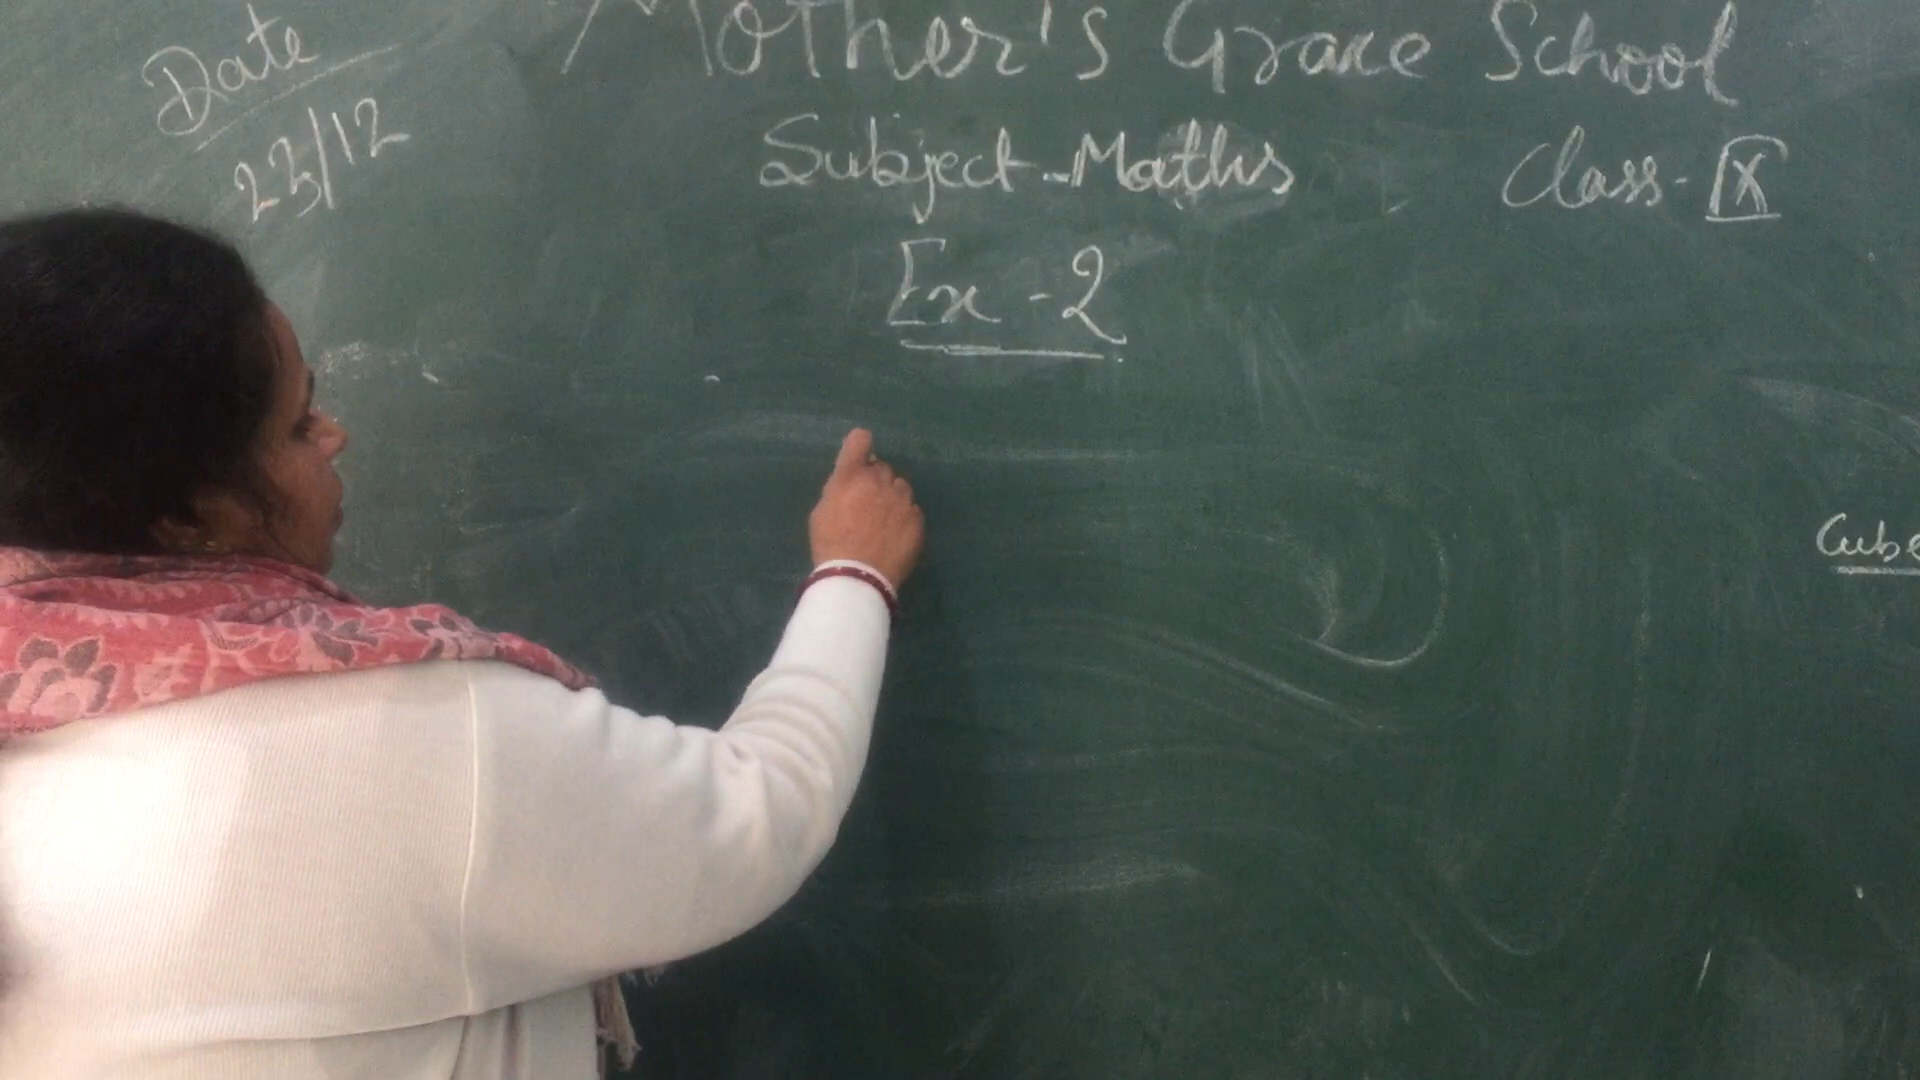 Date
23/12
Mother's Grace School
Subject - Maths
Class - IX
Ex - 2
Cube